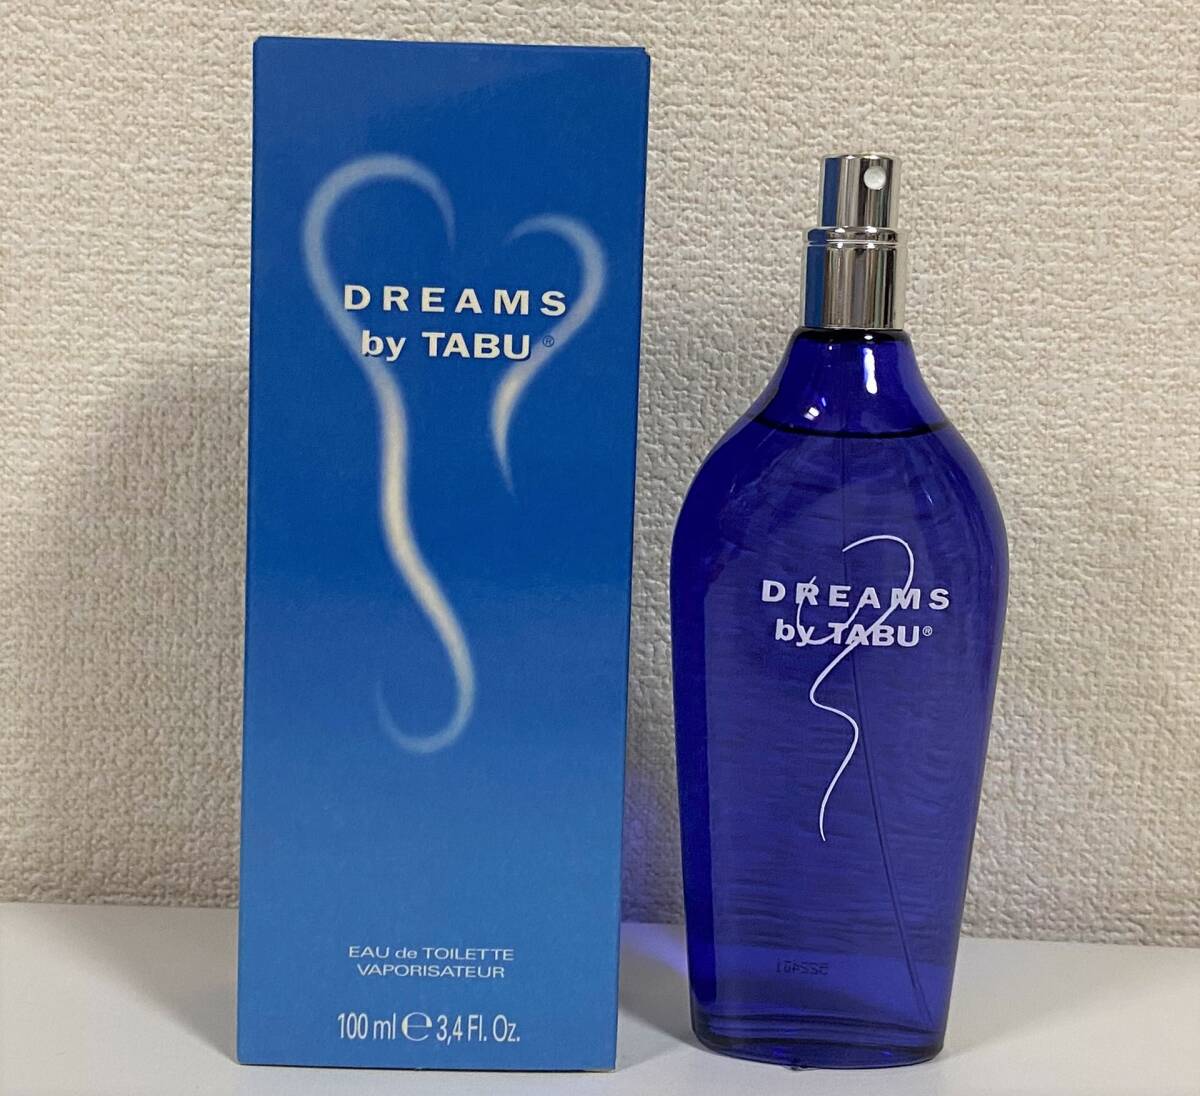 DREAMS
by TABU®
EAU de TOILETTE
VAPORISATEUR
100 ml ℮ 3,4 Fl. Oz.
DREAMS
by TABU®